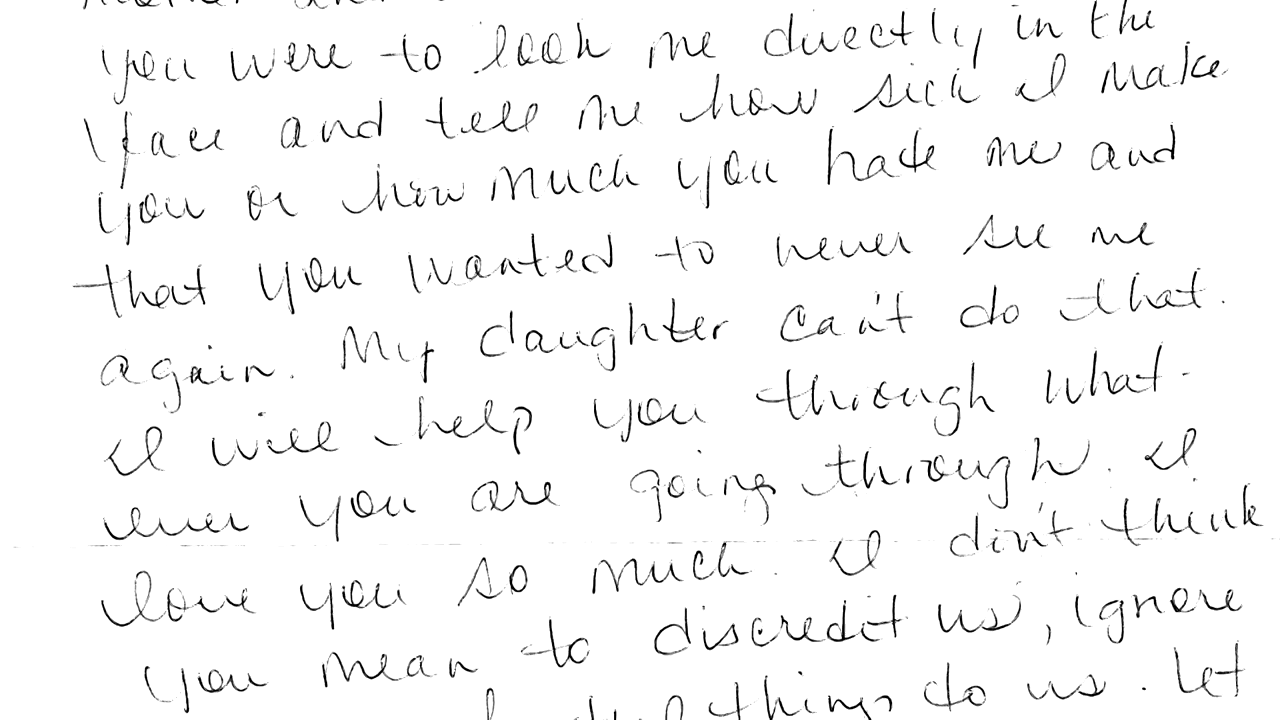 you were to look me directly in the
face and tell me how sick I make
you or how much you hate me and
that you wanted to never see me
again. My daughter can't do that.
I will help you through what-
ever you are going through. I
love you so much. I don't think
you mean to discredit us, ignore
things to us. Let